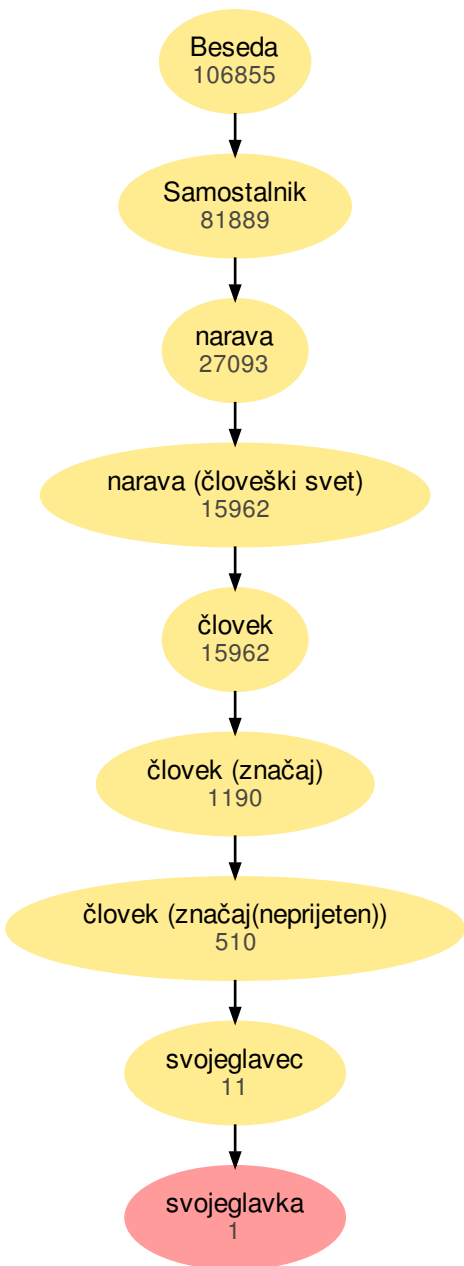 Beseda
106855
Samostalnik
81889
narava
27093
narava (človeški svet)
15962
človek
15962
človek (značaj)
1190
človek (značaj(neprijeten))
510
svojeglavec
11
svojeglavka
1